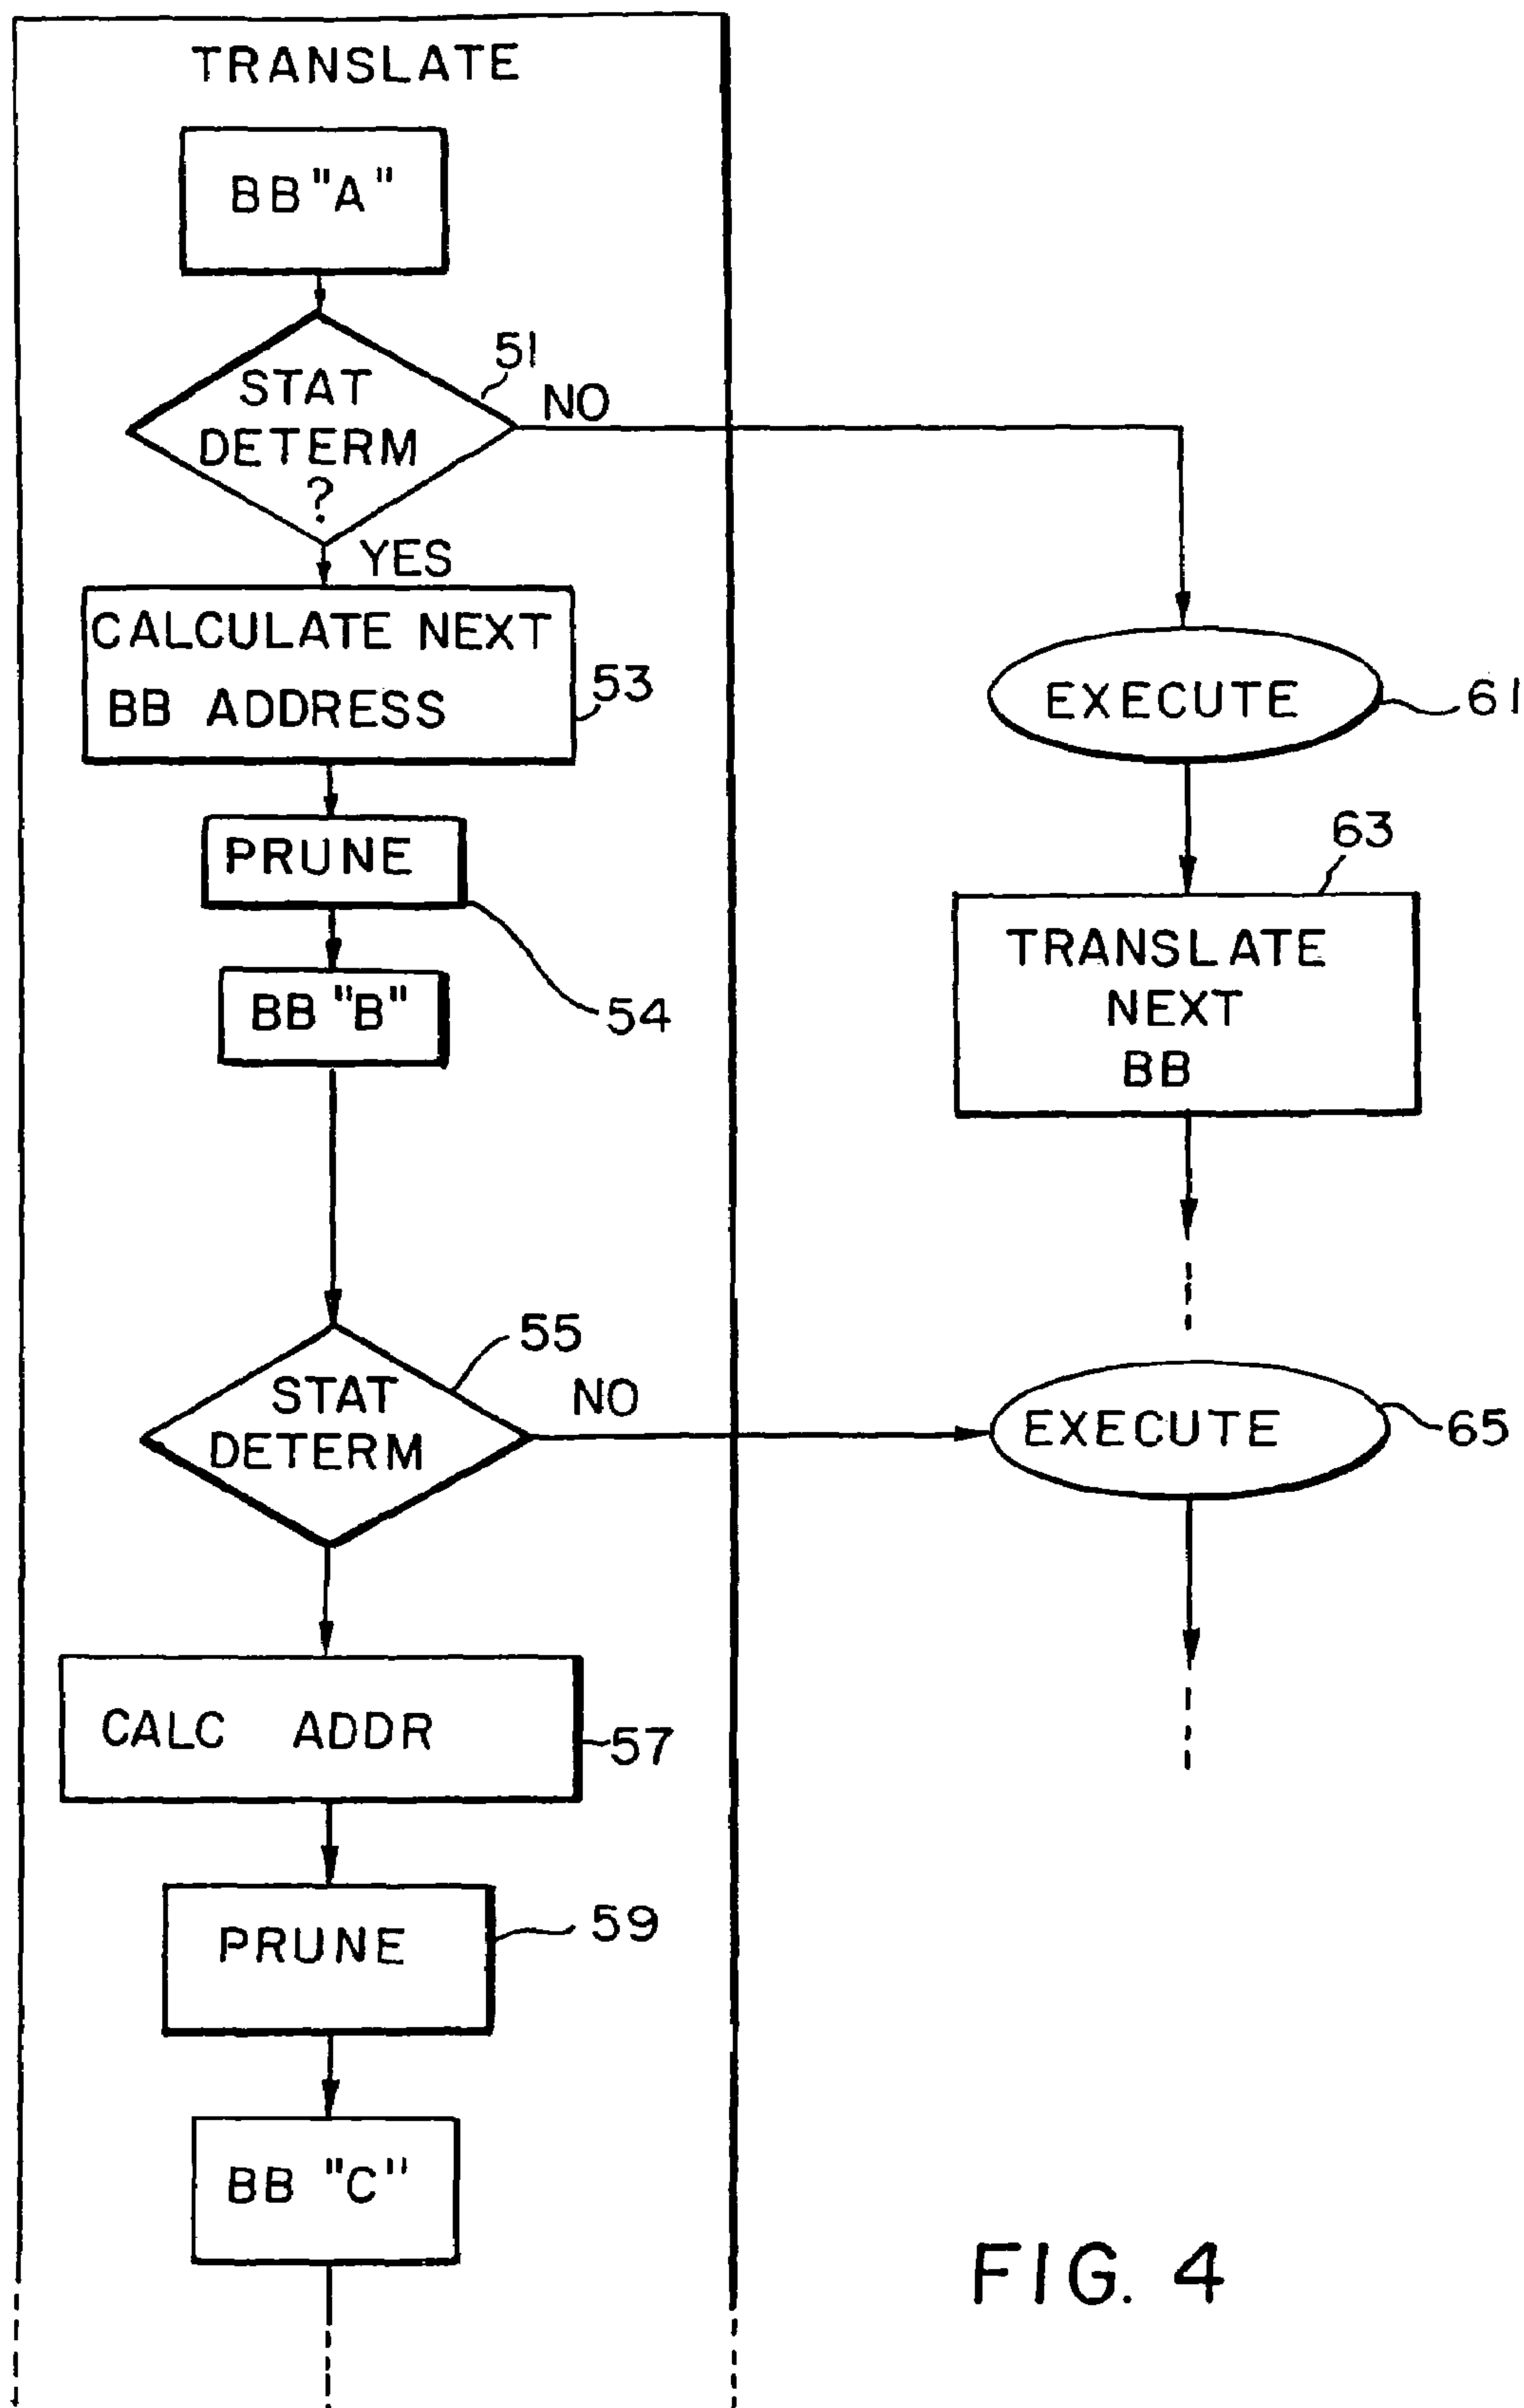 TRANSLATE
BB "A"
51
STAT
DETERM
?
NO
YES
CALCULATE NEXT
BB ADDRESS
53
EXECUTE
61
PRUNE
54
63
TRANSLATE
NEXT
BB
BB "B"
55
STAT
DETERM
NO
EXECUTE
65
CALC ADDR
57
PRUNE
59
BB "C"
FIG. 4